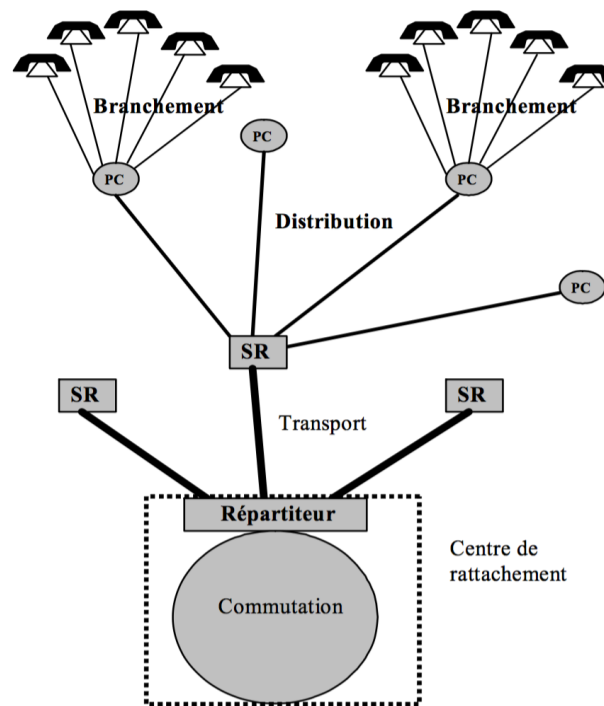 Branchement
Branchement
PC
PC
PC
Distribution
PC
SR
SR
SR
Transport
Répartiteur
Centre de
rattachement
Commutation